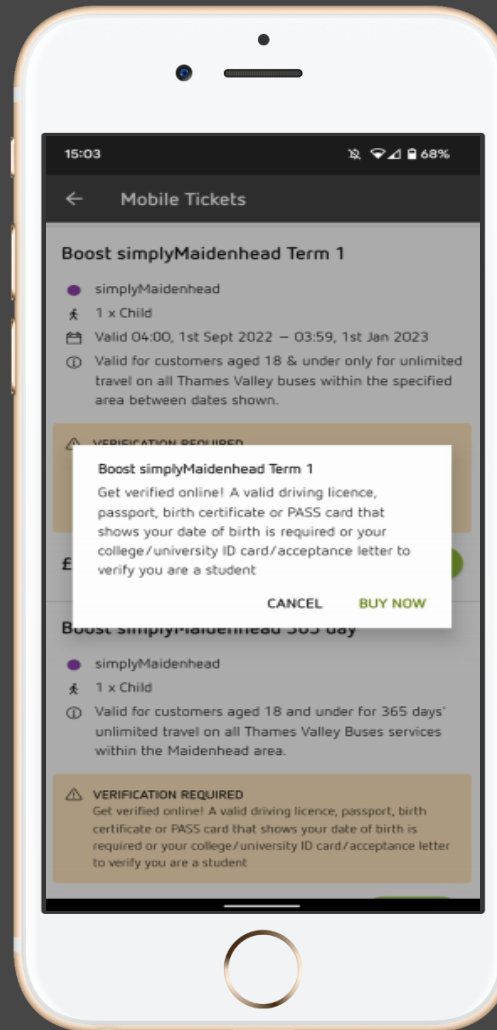 15:03
68%
Mobile Tickets
Boost simplyMaidenhead Term 1
simplyMaidenhead
1 x Child
Valid 04:00, 1st Sept 2022 – 03:59, 1st Jan 2023
Valid for customers aged 18 & under only for unlimited
travel on all Thames Valley buses within the specified
area between dates shown.
VERIFICATION REQUIRED
Boost simplyMaidenhead Term 1
Get verified online! A valid driving licence,
passport, birth certificate or PASS card that
shows your date of birth is required or your
college/university ID card/acceptance letter to
verify you are a student
£
CANCEL BUY NOW
Boost simplyMaidenhead 365 day
simplyMaidenhead
1 x Child
Valid for customers aged 18 and under for 365 days'
unlimited travel on all Thames Valley Buses services
within the Maidenhead area.
VERIFICATION REQUIRED
Get verified online! A valid driving licence, passport, birth
certificate or PASS card that shows your date of birth is
required or your college/university ID card/acceptance letter
to verify you are a student